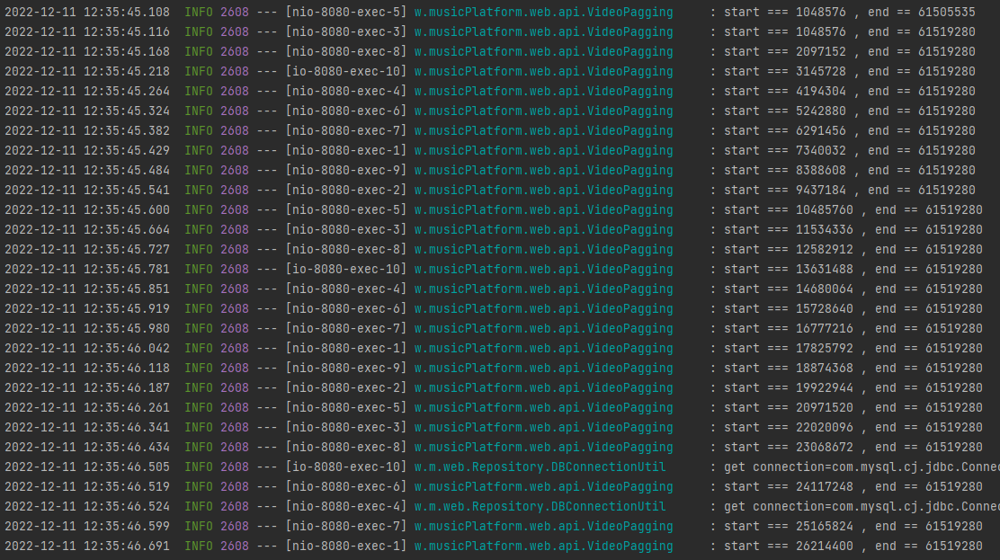 2022-12-11 12:35:45.108 INFO 2608 --- [nio-8080-exec-5] w.musicPlatform.web.api.VideoPagging : start === 1048576 , end == 61505535
2022-12-11 12:35:45.116 INFO 2608 --- [nio-8080-exec-3] w.musicPlatform.web.api.VideoPagging : start === 1048576 , end == 61519280
2022-12-11 12:35:45.168 INFO 2608 --- [nio-8080-exec-8] w.musicPlatform.web.api.VideoPagging : start === 2097152 , end == 61519280
2022-12-11 12:35:45.218 INFO 2608 --- [io-8080-exec-10] w.musicPlatform.web.api.VideoPagging : start === 3145728 , end == 61519280
2022-12-11 12:35:45.264 INFO 2608 --- [nio-8080-exec-4] w.musicPlatform.web.api.VideoPagging : start === 4194304 , end == 61519280
2022-12-11 12:35:45.324 INFO 2608 --- [nio-8080-exec-6] w.musicPlatform.web.api.VideoPagging : start === 5242880 , end == 61519280
2022-12-11 12:35:45.382 INFO 2608 --- [nio-8080-exec-7] w.musicPlatform.web.api.VideoPagging : start === 6291456 , end == 61519280
2022-12-11 12:35:45.429 INFO 2608 --- [nio-8080-exec-1] w.musicPlatform.web.api.VideoPagging : start === 7340032 , end == 61519280
2022-12-11 12:35:45.484 INFO 2608 --- [nio-8080-exec-9] w.musicPlatform.web.api.VideoPagging : start === 8388608 , end == 61519280
2022-12-11 12:35:45.541 INFO 2608 --- [nio-8080-exec-2] w.musicPlatform.web.api.VideoPagging : start === 9437184 , end == 61519280
2022-12-11 12:35:45.600 INFO 2608 --- [nio-8080-exec-5] w.musicPlatform.web.api.VideoPagging : start === 10485760 , end == 61519280
2022-12-11 12:35:45.664 INFO 2608 --- [nio-8080-exec-3] w.musicPlatform.web.api.VideoPagging : start === 11534336 , end == 61519280
2022-12-11 12:35:45.727 INFO 2608 --- [nio-8080-exec-8] w.musicPlatform.web.api.VideoPagging : start === 12582912 , end == 61519280
2022-12-11 12:35:45.781 INFO 2608 --- [io-8080-exec-10] w.musicPlatform.web.api.VideoPagging : start === 13631488 , end == 61519280
2022-12-11 12:35:45.851 INFO 2608 --- [nio-8080-exec-4] w.musicPlatform.web.api.VideoPagging : start === 14680064 , end == 61519280
2022-12-11 12:35:45.919 INFO 2608 --- [nio-8080-exec-6] w.musicPlatform.web.api.VideoPagging : start === 15728640 , end == 61519280
2022-12-11 12:35:45.980 INFO 2608 --- [nio-8080-exec-7] w.musicPlatform.web.api.VideoPagging : start === 16777216 , end == 61519280
2022-12-11 12:35:46.042 INFO 2608 --- [nio-8080-exec-1] w.musicPlatform.web.api.VideoPagging : start === 17825792 , end == 61519280
2022-12-11 12:35:46.118 INFO 2608 --- [nio-8080-exec-9] w.musicPlatform.web.api.VideoPagging : start === 18874368 , end == 61519280
2022-12-11 12:35:46.187 INFO 2608 --- [nio-8080-exec-2] w.musicPlatform.web.api.VideoPagging : start === 19922944 , end == 61519280
2022-12-11 12:35:46.261 INFO 2608 --- [nio-8080-exec-5] w.musicPlatform.web.api.VideoPagging : start === 20971520 , end == 61519280
2022-12-11 12:35:46.341 INFO 2608 --- [nio-8080-exec-3] w.musicPlatform.web.api.VideoPagging : start === 22020096 , end == 61519280
2022-12-11 12:35:46.434 INFO 2608 --- [nio-8080-exec-8] w.musicPlatform.web.api.VideoPagging : start === 23068672 , end == 61519280
2022-12-11 12:35:46.505 INFO 2608 --- [io-8080-exec-10] w.m.web.Repository.DBConnectionUtil : get connection=com.mysql.cj.jdbc.Connec
2022-12-11 12:35:46.519 INFO 2608 --- [nio-8080-exec-6] w.musicPlatform.web.api.VideoPagging : start === 24117248 , end == 61519280
2022-12-11 12:35:46.524 INFO 2608 --- [nio-8080-exec-4] w.m.web.Repository.DBConnectionUtil : get connection=com.mysql.cj.jdbc.Connec
2022-12-11 12:35:46.599 INFO 2608 --- [nio-8080-exec-7] w.musicPlatform.web.api.VideoPagging : start === 25165824 , end == 61519280
2022-12-11 12:35:46.691 INFO 2608 --- [nio-8080-exec-1] w.musicPlatform.web.api.VideoPagging : start === 26214400 , end == 61519280